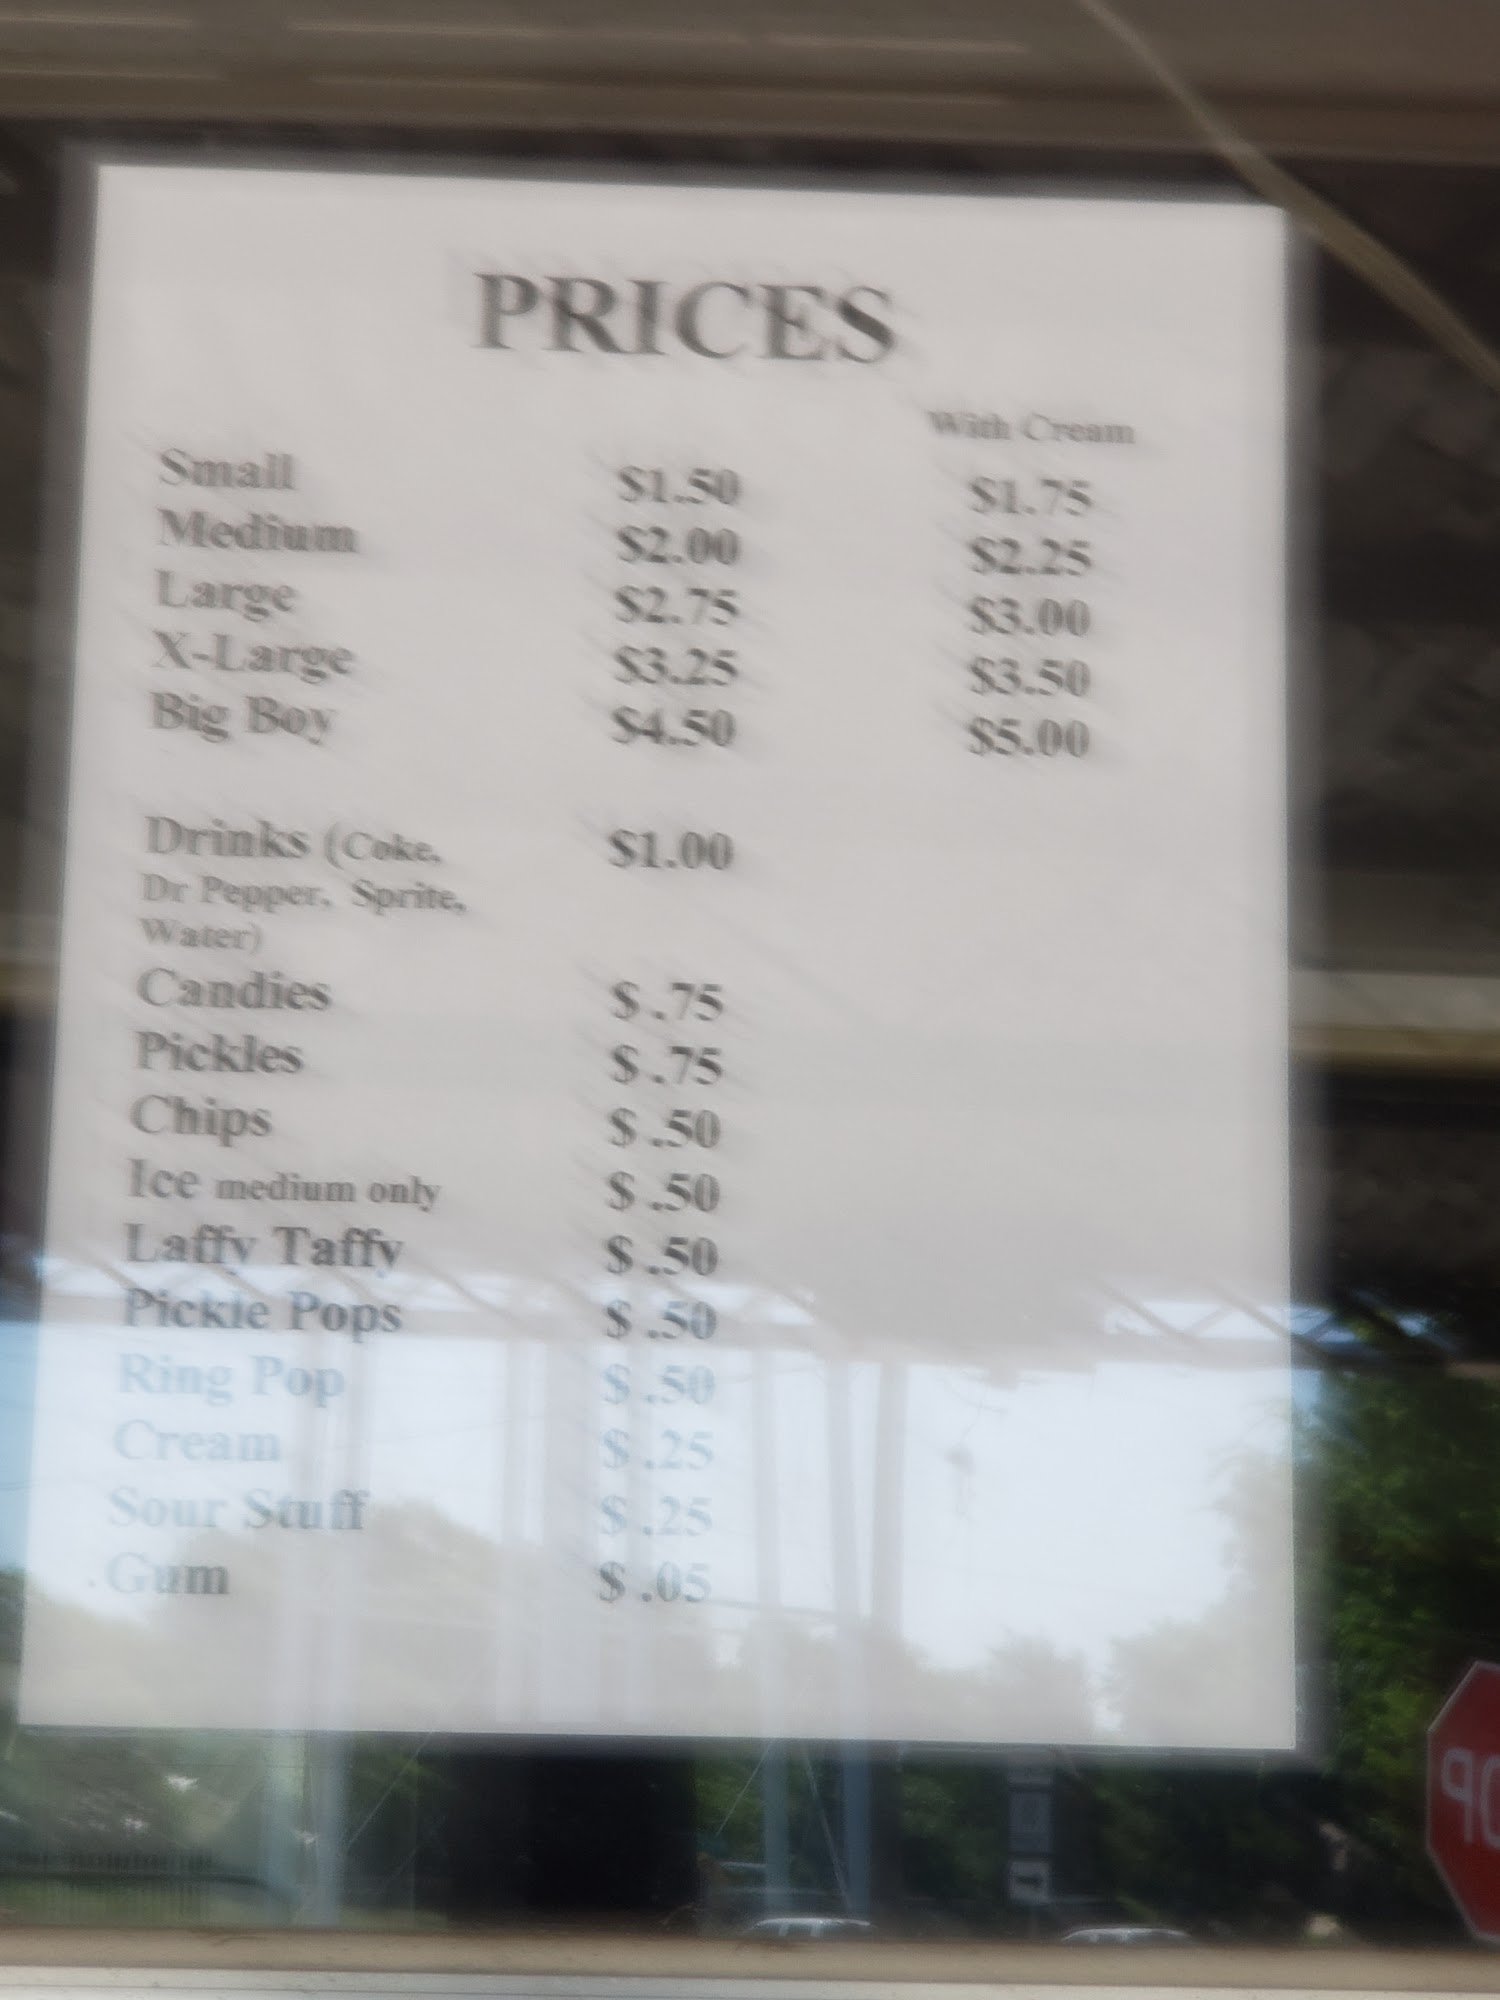 PRICES
With Cream
Small $1.50 $1.75
Medium $2.00 $2.25
Large $2.75 $3.00
X-Large $3.25 $3.50
Big Boy $4.50 $5.00
Drinks (Coke, $1.00
Dr Pepper, Sprite,
Water)
Candies $ .75
Pickles $ .75
Chips $ .50
Ice medium only $ .50
Laffy Taffy $ .50
Pickle Pops $ .50
Ring Pop $ .50
Cream $ .25
Sour Stuff $ .25
.Gum $ .05